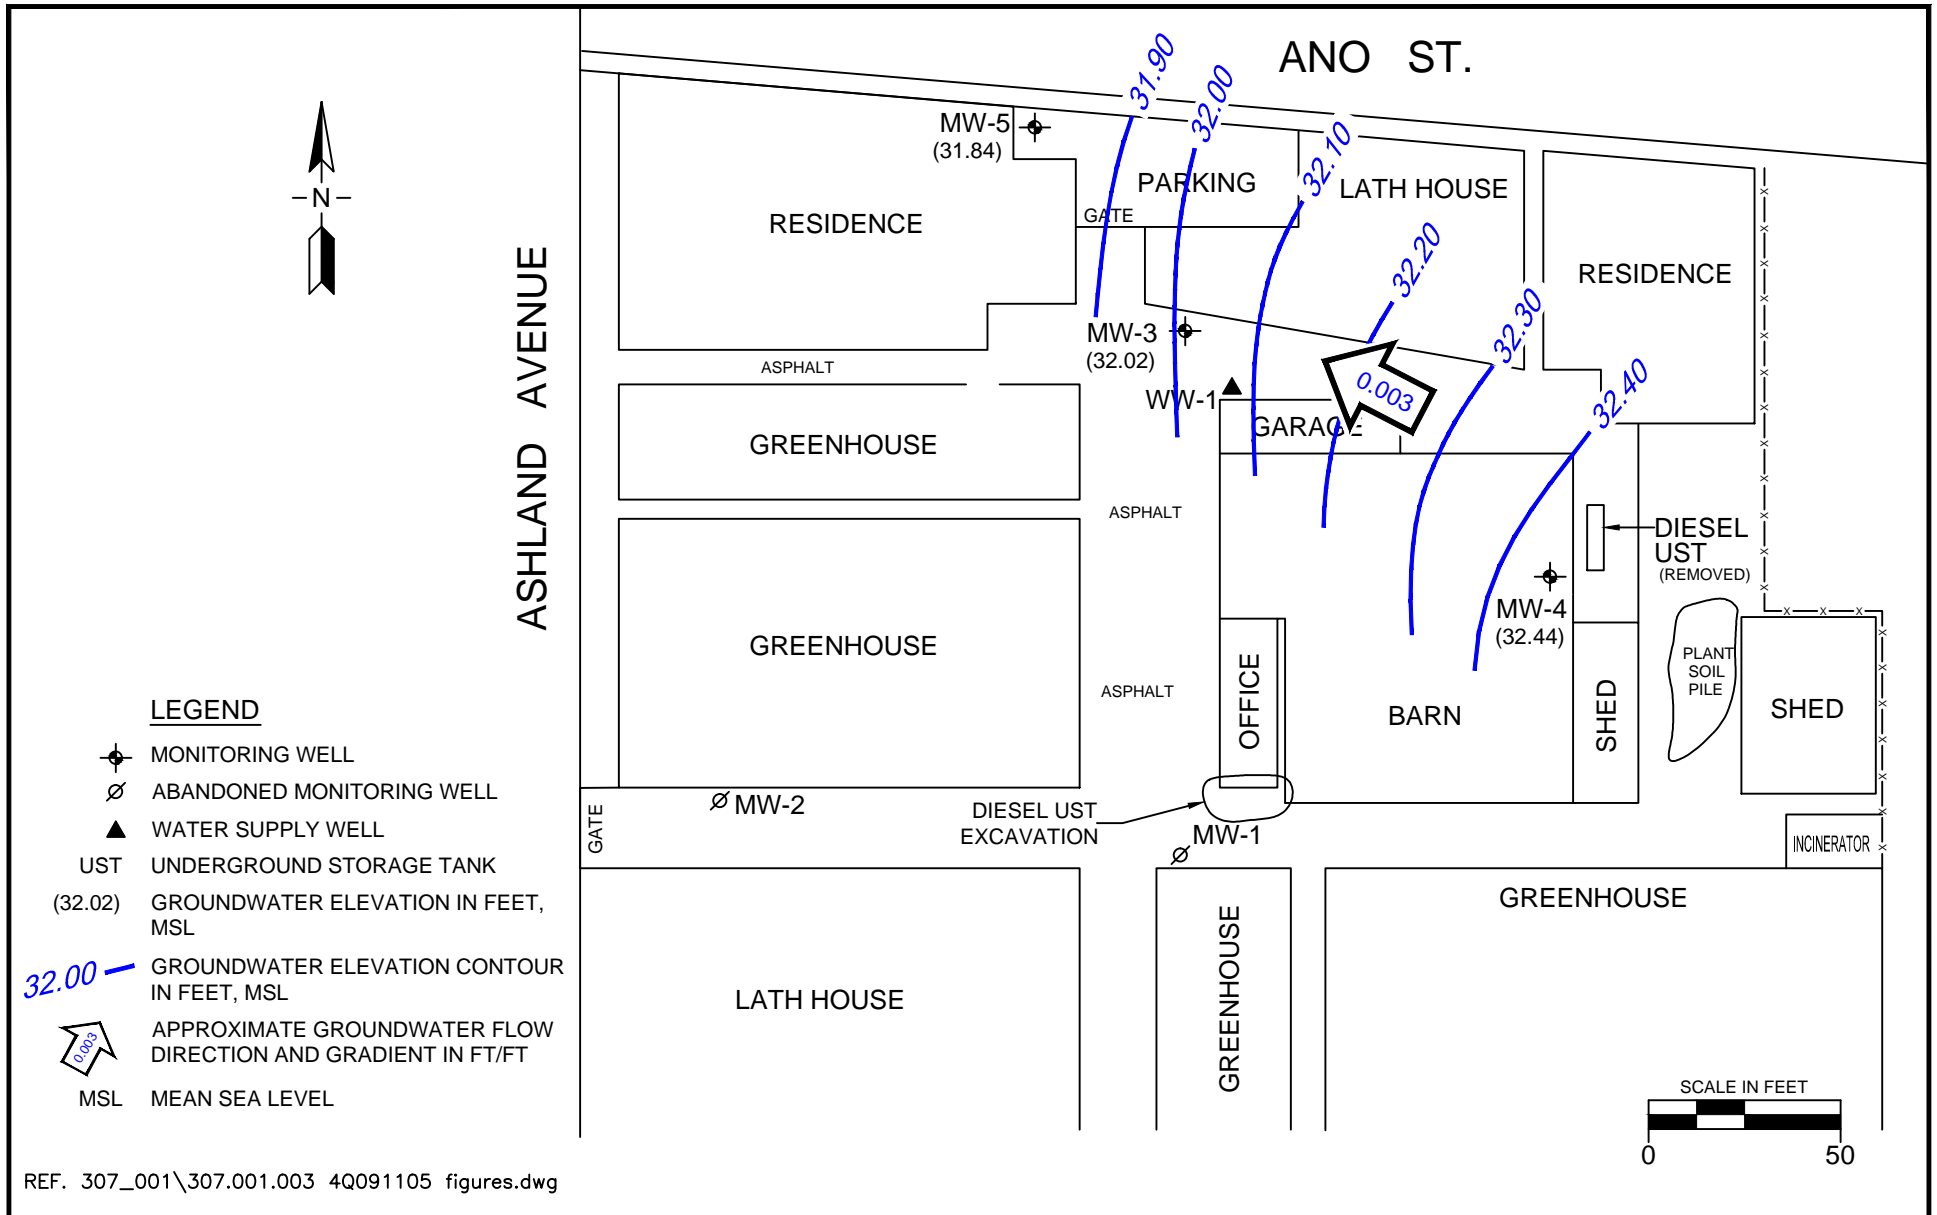 ANO ST.
31.90
32.00
32.10
32.20
32.30
32.40
N
ASHLAND AVENUE
MW-5
(31.84)
PARKING
GATE
LATH HOUSE
RESIDENCE
RESIDENCE
MW-3
(32.02)
ASPHALT
WW-1
0.003
GARAGE
GREENHOUSE
ASPHALT
DIESEL
UST
(REMOVED)
MW-4
(32.44)
GREENHOUSE
ASPHALT
OFFICE
BARN
SHED
PLANT
SOIL
PILE
SHED
MW-2
GATE
DIESEL UST
EXCAVATION
MW-1
INCINERATOR
GREENHOUSE
GREENHOUSE
LATH HOUSE
LEGEND
MONITORING WELL
ABANDONED MONITORING WELL
WATER SUPPLY WELL
UST UNDERGROUND STORAGE TANK
(32.02) GROUNDWATER ELEVATION IN FEET,
MSL
32.00 GROUNDWATER ELEVATION CONTOUR
IN FEET, MSL
0.003 APPROXIMATE GROUNDWATER FLOW
DIRECTION AND GRADIENT IN FT/FT
MSL MEAN SEA LEVEL
SCALE IN FEET
0 50
REF. 307_001\307.001.003 4Q091105 figures.dwg